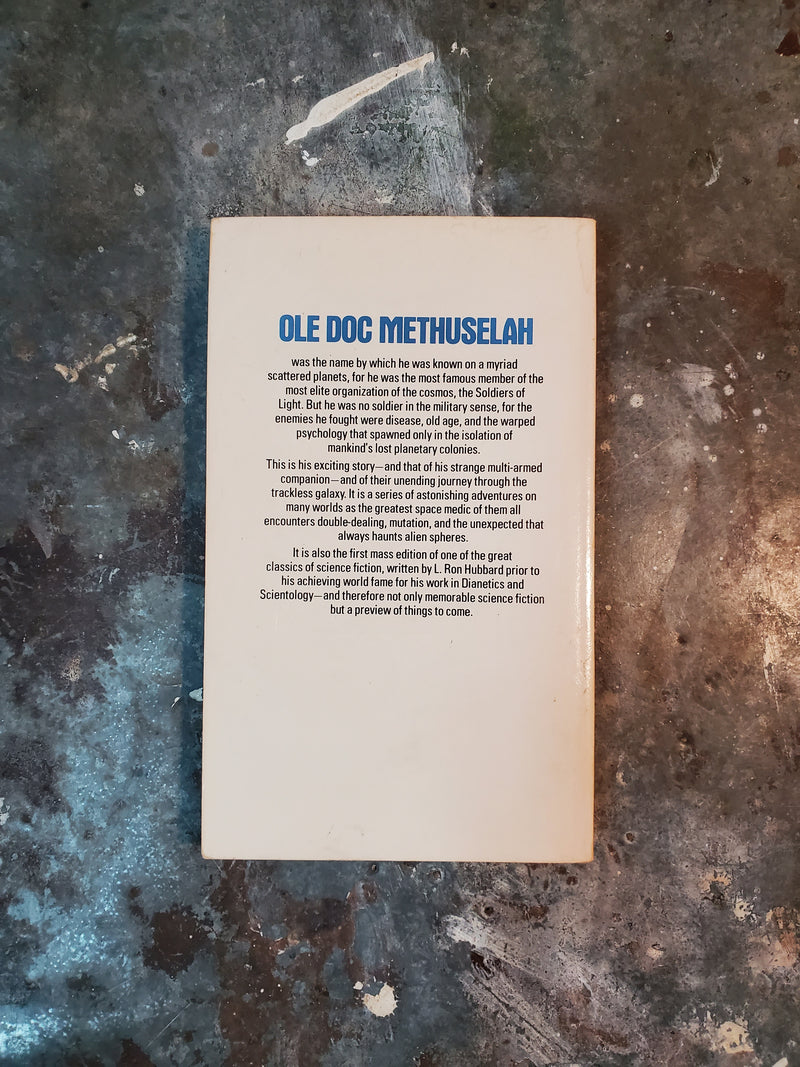 OLE DOC METHUSELAH
was the name by which he was known on a myriad
scattered planets, for he was the most famous member of the
most elite organization of the cosmos, the Soldiers of
Light. But he was no soldier in the military sense, for the
enemies he fought were disease, old age, and the warped
psychology that spawned only in the isolation of
mankind's lost planetary colonies.
This is his exciting story—and that of his strange multi-armed
companion—and of their unending journey through the
trackless galaxy. It is a series of astonishing adventures on
many worlds as the greatest space medic of them all
encounters double-dealing, mutation, and the unexpected that
always haunts alien spheres.
It is also the first mass edition of one of the great
classics of science fiction, written by L. Ron Hubbard prior to
his achieving world fame for his work in Dianetics and
Scientology—and therefore not only memorable science fiction
but a preview of things to come.